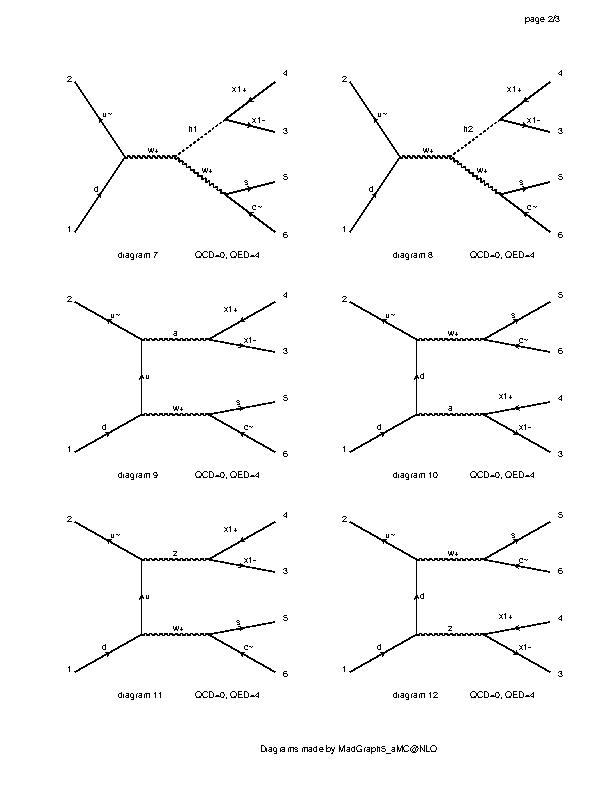 page 2/3
2 u~ d 1 w+ h1 w+ x1+ 4 x1- 3 s 5 c~ 6
diagram 7 QCD=0, QED=4
2 u~ d 1 w+ h2 w+ x1+ 4 x1- 3 s 5 c~ 6
diagram 8 QCD=0, QED=4
2 u~ a x1+ 4 x1- 3 u d 1 w+ s 5 c~ 6
diagram 9 QCD=0, QED=4
2 u~ w+ s 5 c~ 6 d d 1 a x1+ 4 x1- 3
diagram 10 QCD=0, QED=4
2 u~ z x1+ 4 x1- 3 u d 1 w+ s 5 c~ 6
diagram 11 QCD=0, QED=4
2 u~ w+ s 5 c~ 6 d d 1 z x1+ 4 x1- 3
diagram 12 QCD=0, QED=4
Diagrams made by MadGraph5_aMC@NLO